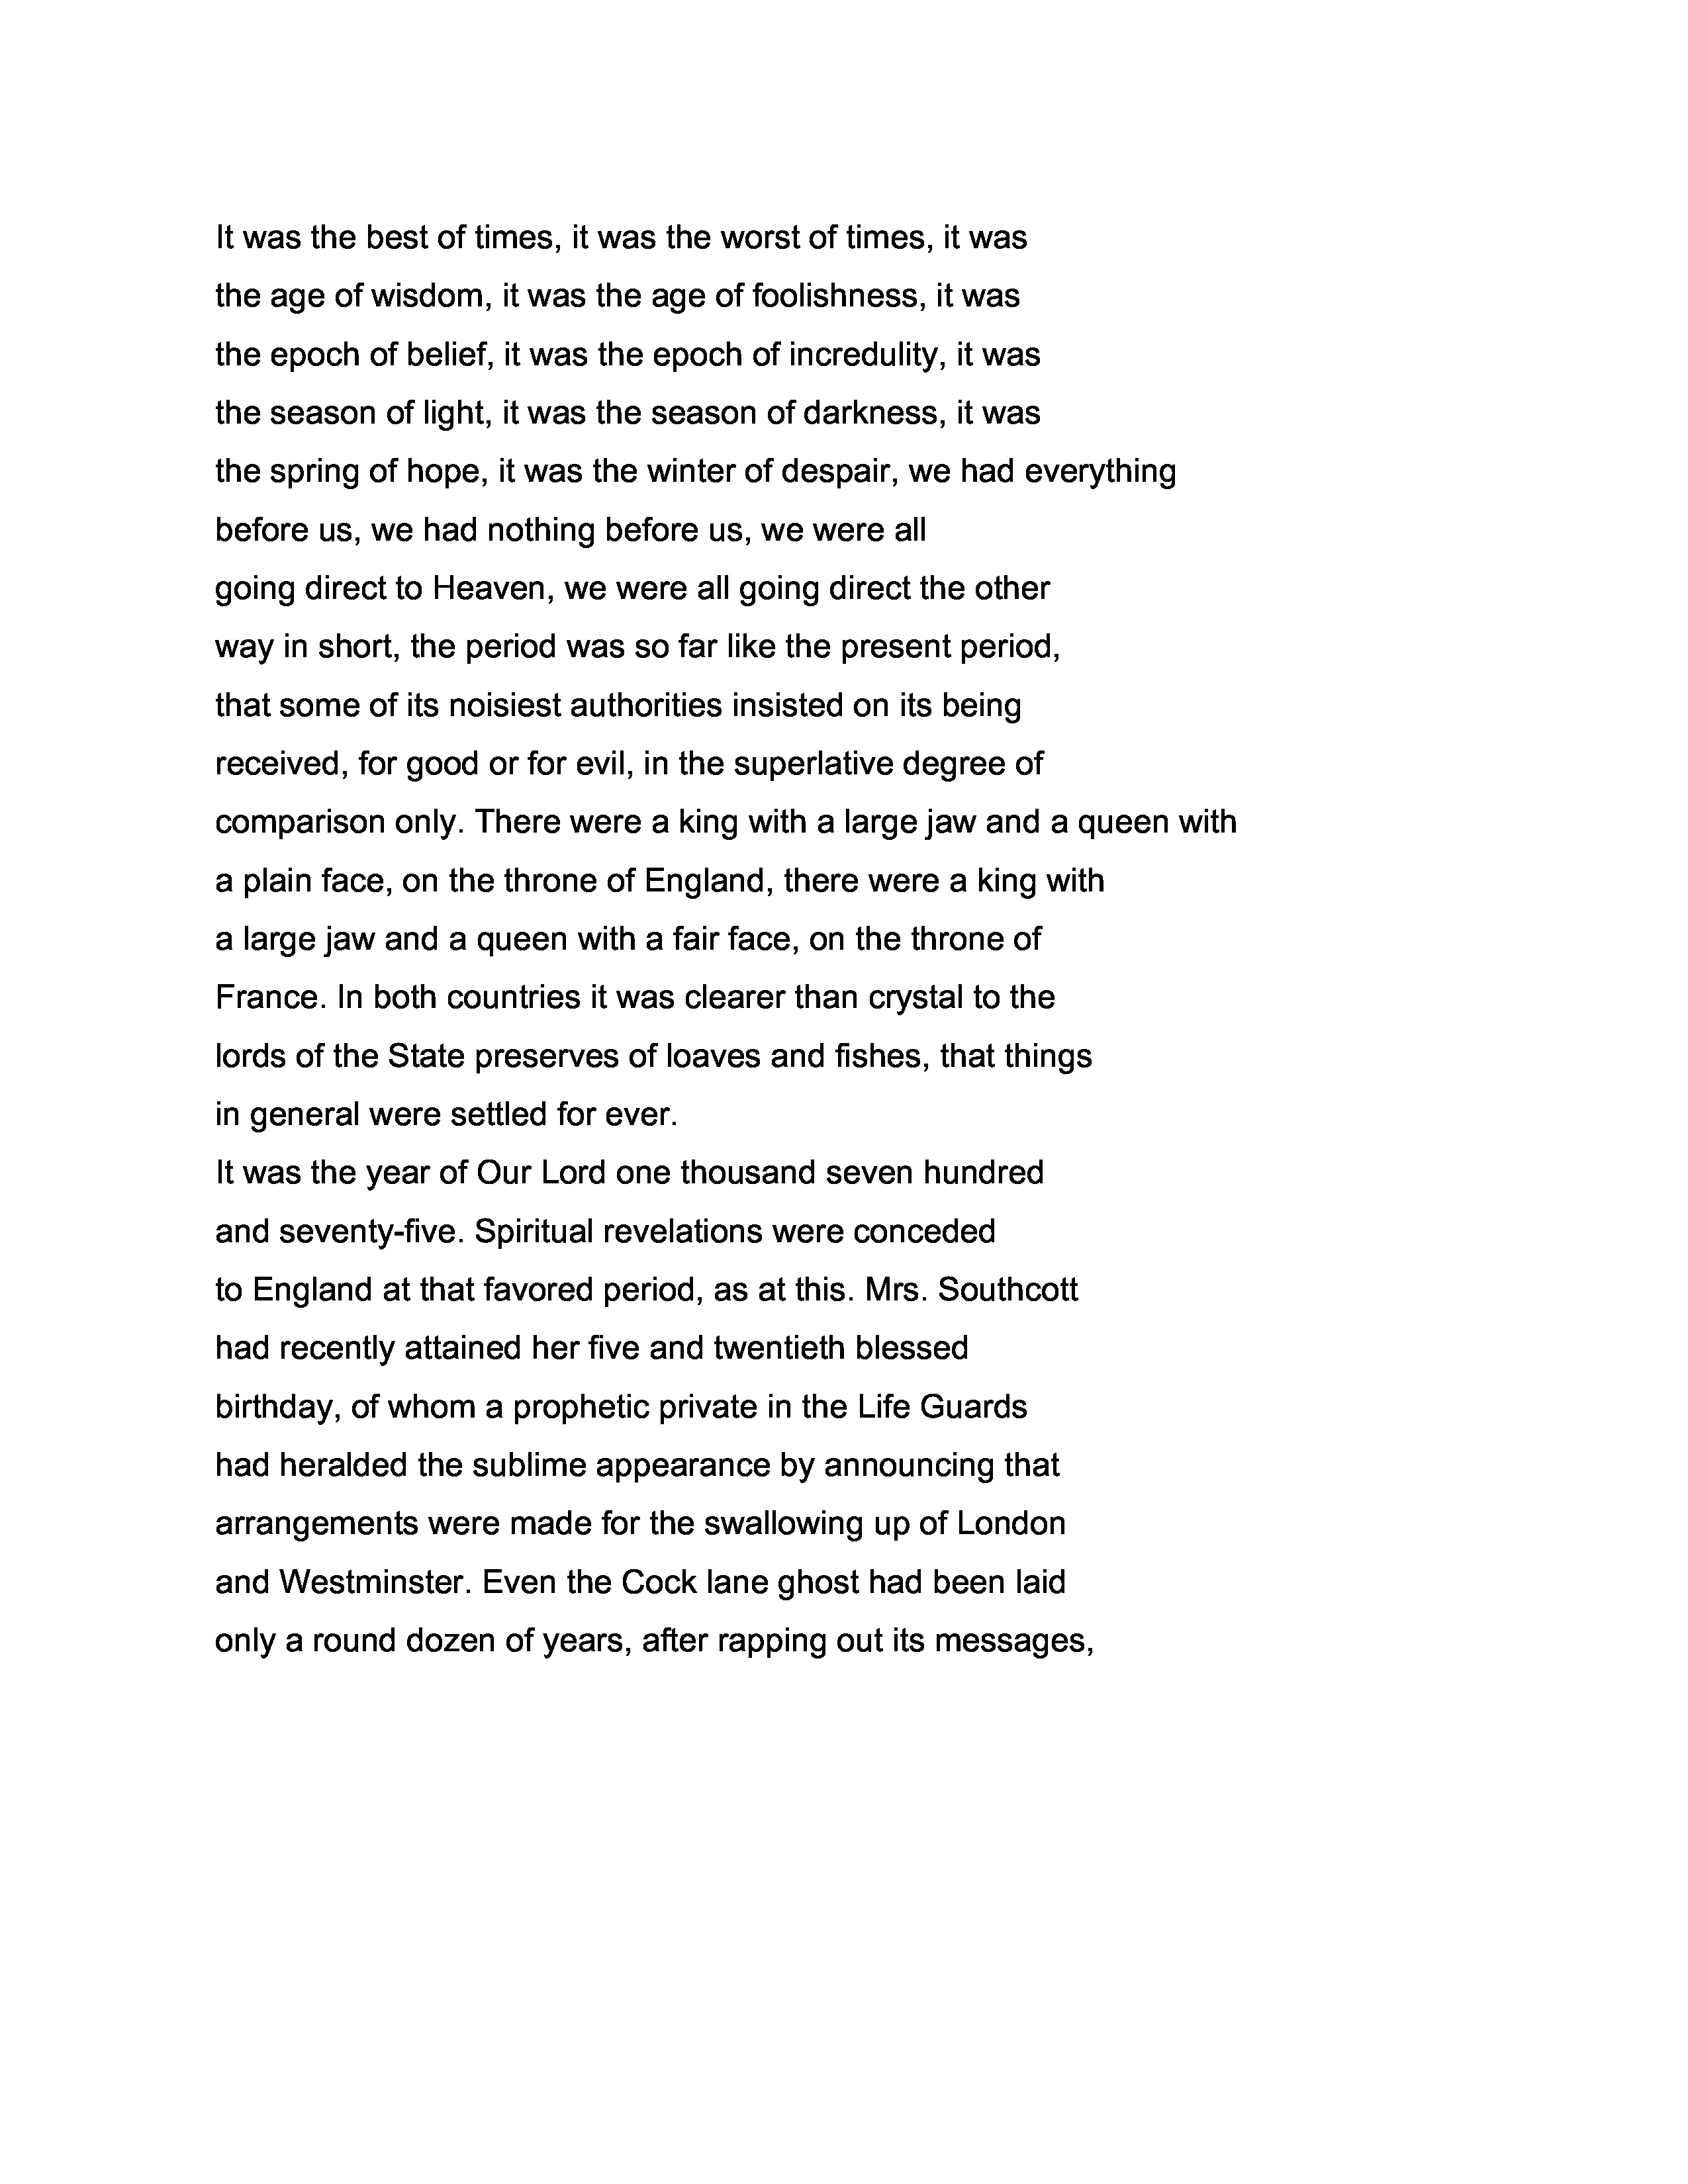 It was the best of times, it was the worst of times, it was
the age of wisdom, it was the age of foolishness, it was
the epoch of belief, it was the epoch of incredulity, it was
the season of light, it was the season of darkness, it was
the spring of hope, it was the winter of despair, we had everything
before us, we had nothing before us, we were all
going direct to Heaven, we were all going direct the other
way in short, the period was so far like the present period,
that some of its noisiest authorities insisted on its being
received, for good or for evil, in the superlative degree of
comparison only. There were a king with a large jaw and a queen with
a plain face, on the throne of England, there were a king with
a large jaw and a queen with a fair face, on the throne of
France. In both countries it was clearer than crystal to the
lords of the State preserves of loaves and fishes, that things
in general were settled for ever.
It was the year of Our Lord one thousand seven hundred
and seventy-five. Spiritual revelations were conceded
to England at that favored period, as at this. Mrs. Southcott
had recently attained her five and twentieth blessed
birthday, of whom a prophetic private in the Life Guards
had heralded the sublime appearance by announcing that
arrangements were made for the swallowing up of London
and Westminster. Even the Cock lane ghost had been laid
only a round dozen of years, after rapping out its messages,